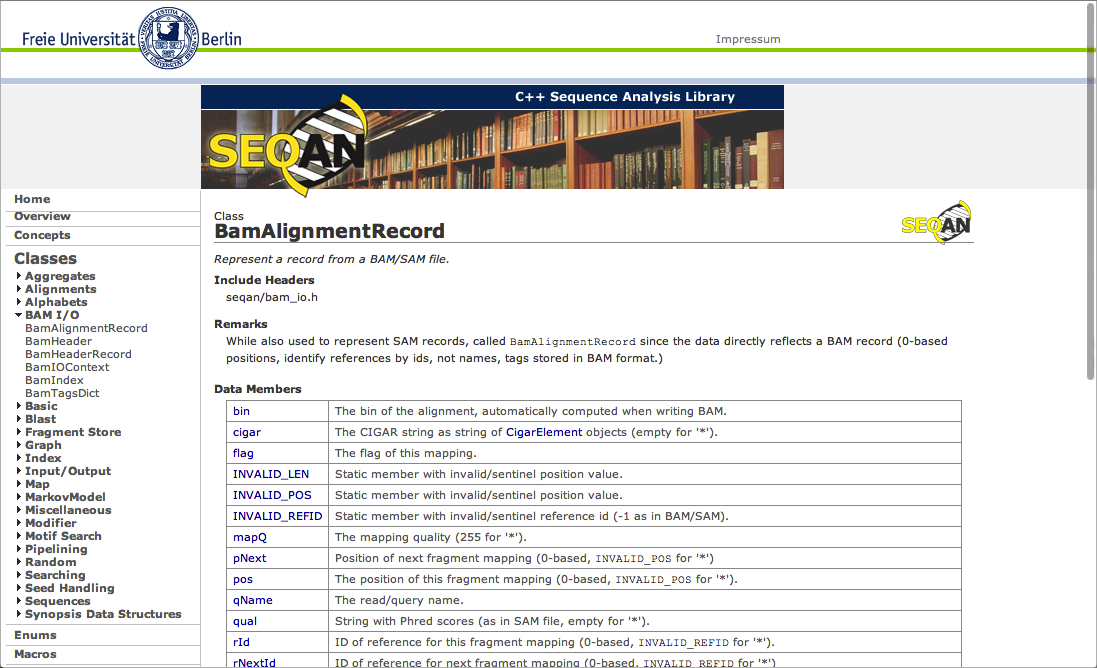 Freie Universität Berlin
Impressum
C++ Sequence Analysis Library
SEQAN
Home
Overview
Concepts
Classes
Aggregates
Alignments
Alphabets
BAM I/O
BamAlignmentRecord
BamHeader
BamHeaderRecord
BamIOContext
BamIndex
BamTagsDict
Basic
Blast
Fragment Store
Graph
Index
Input/Output
Map
MarkovModel
Miscellaneous
Modifier
Motif Search
Pipelining
Random
Searching
Seed Handling
Sequences
Synopsis Data Structures
Enums
Macros
Class
BamAlignmentRecord
SEQAN
Represent a record from a BAM/SAM file.
Include Headers
seqan/bam_io.h
Remarks
While also used to represent SAM records, called BamAlignmentRecord since the data directly reflects a BAM record (0-based
positions, identify references by ids, not names, tags stored in BAM format.)
Data Members
bin The bin of the alignment, automatically computed when writing BAM.
cigar The CIGAR string as string of CigarElement objects (empty for '*').
flag The flag of this mapping.
INVALID_LEN Static member with invalid/sentinel position value.
INVALID_POS Static member with invalid/sentinel position value.
INVALID_REFID Static member with invalid/sentinel reference id (-1 as in BAM/SAM).
mapQ The mapping quality (255 for '*').
pNext Position of next fragment mapping (0-based, INVALID_POS for '*')
pos The position of this fragment mapping (0-based, INVALID_POS for '*').
qName The read/query name.
qual String with Phred scores (as in SAM file, empty for '*').
rId ID of reference for this fragment mapping (0-based, INVALID_REFID for '*').
rNextId ID of reference for next fragment mapping (0-based, INVALID_REFID for '*')